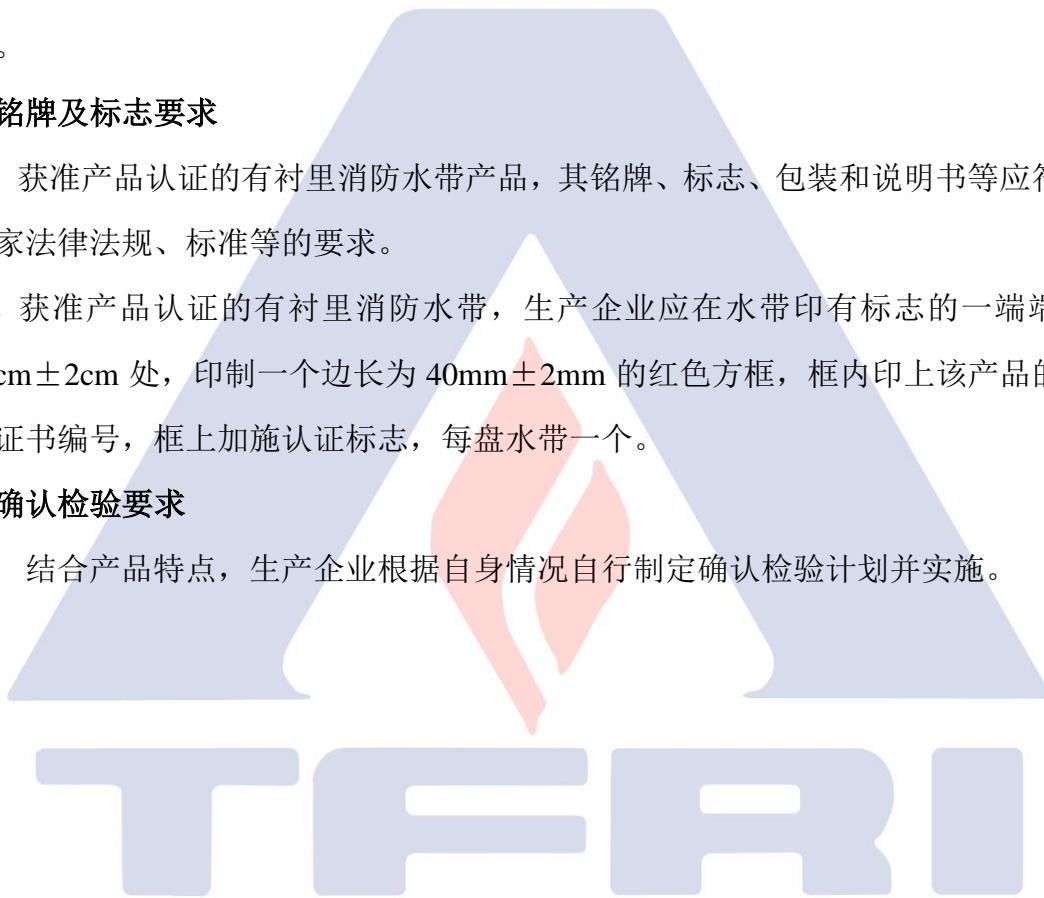 。
铭牌及标志要求
获准产品认证的有衬里消防水带产品，其铭牌、标志、包装和说明书等应符
家法律法规、标准等的要求。
获准产品认证的有衬里消防水带，生产企业应在水带印有标志的一端端
cm±2cm 处，印制一个边长为 40mm±2mm 的红色方框，框内印上该产品的
证书编号，框上加施认证标志，每盘水带一个。
确认检验要求
结合产品特点，生产企业根据自身情况自行制定确认检验计划并实施。
TFRI